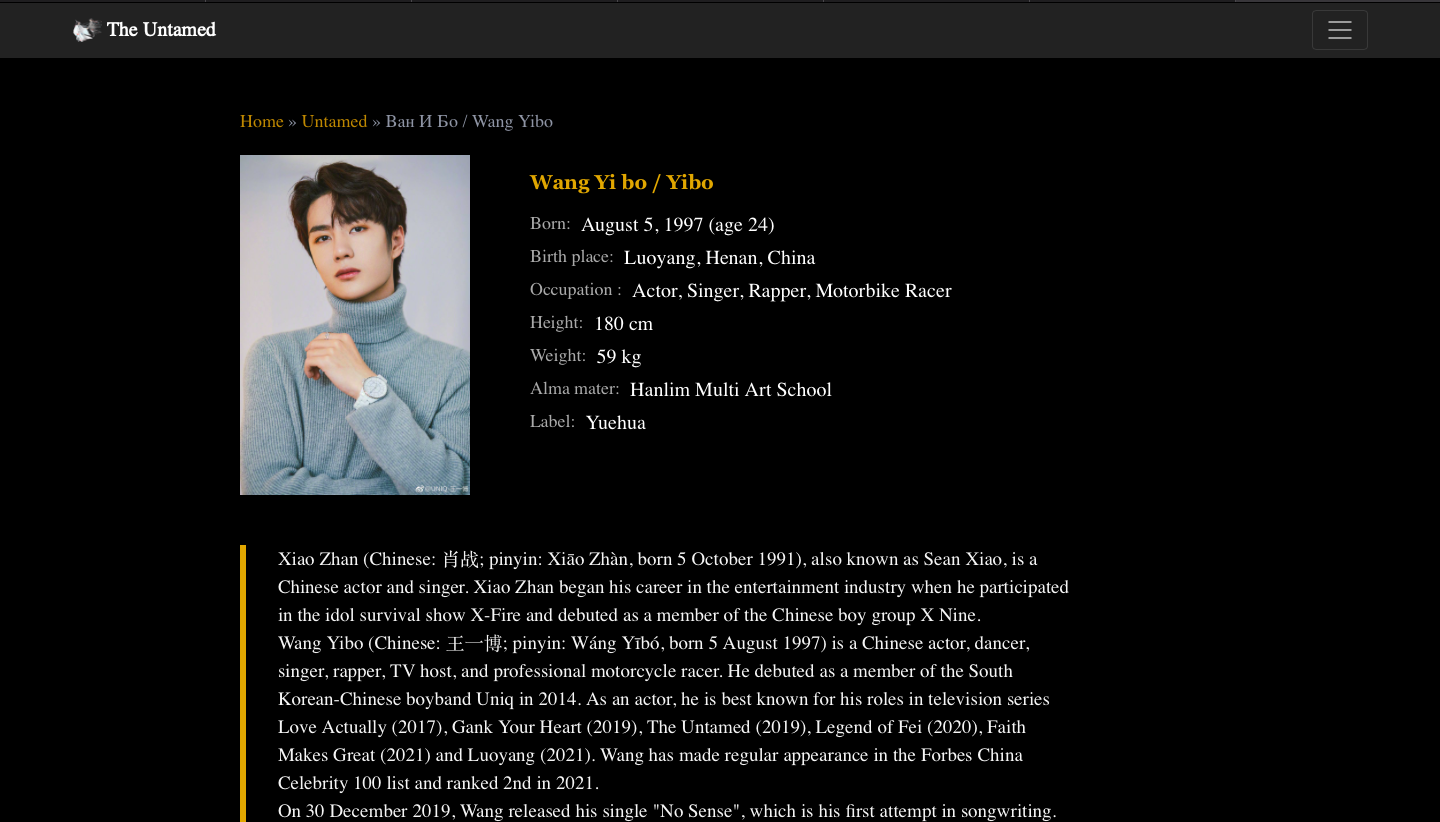 The Untamed
Home » Untamed » Ван И Бо / Wang Yibo
Wang Yi bo / Yibo
Born: August 5, 1997 (age 24)
Birth place: Luoyang, Henan, China
Occupation : Actor, Singer, Rapper, Motorbike Racer
Height: 180 cm
Weight: 59 kg
Alma mater: Hanlim Multi Art School
Label: Yuehua
@UNIQ-王一博
Xiao Zhan (Chinese: 肖战; pinyin: Xiāo Zhàn, born 5 October 1991), also known as Sean Xiao, is a
Chinese actor and singer. Xiao Zhan began his career in the entertainment industry when he participated
in the idol survival show X-Fire and debuted as a member of the Chinese boy group X Nine.
Wang Yibo (Chinese: 王一博; pinyin: Wáng Yībó, born 5 August 1997) is a Chinese actor, dancer,
singer, rapper, TV host, and professional motorcycle racer. He debuted as a member of the South
Korean-Chinese boyband Uniq in 2014. As an actor, he is best known for his roles in television series
Love Actually (2017), Gank Your Heart (2019), The Untamed (2019), Legend of Fei (2020), Faith
Makes Great (2021) and Luoyang (2021). Wang has made regular appearance in the Forbes China
Celebrity 100 list and ranked 2nd in 2021.
On 30 December 2019, Wang released his single "No Sense", which is his first attempt in songwriting.